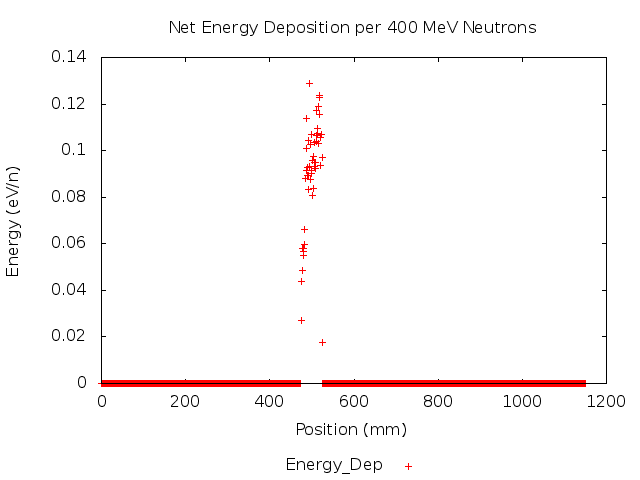 Net Energy Deposition per 400 MeV Neutrons
0.14
0.12
0.1
0.08
0.06
0.04
0.02
0
Energy (eV/n)
0 200 400 600 800 1000 1200
Position (mm)
Energy_Dep